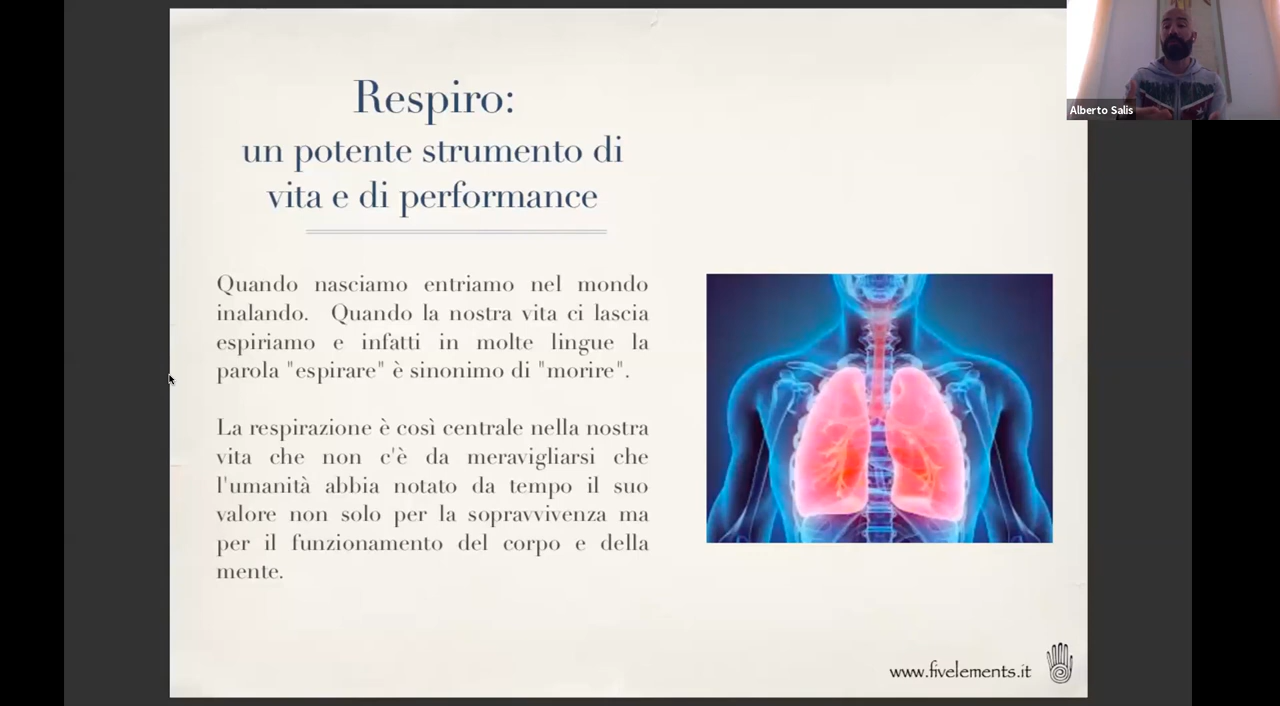 Respiro:
un potente strumento di
vita e di performance
Quando nasciamo entriamo nel mondo
inalando. Quando la nostra vita ci lascia
espiriamo e infatti in molte lingue la
parola "espirare" è sinonimo di "morire".
La respirazione è così centrale nella nostra
vita che non c'è da meravigliarsi che
l'umanità abbia notato da tempo il suo
valore non solo per la sopravvivenza ma
per il funzionamento del corpo e della
mente.
www.fivelements.it
Alberto Salis